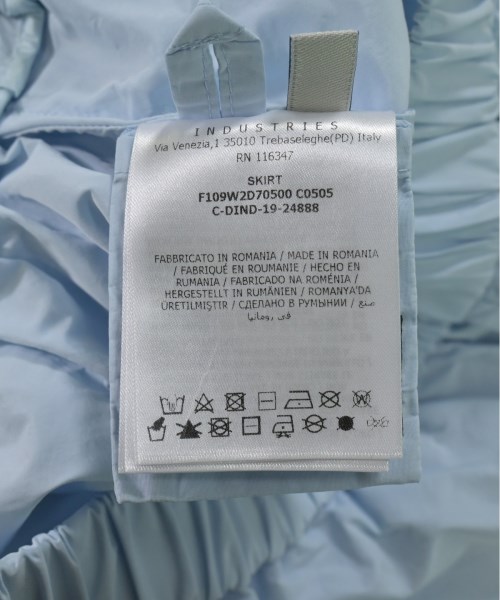 INDUSTRIES
Via Venezia,1 35010 Trebaseleghe(PD) Italy
RN 116347
SKIRT
F109W2D70500 C0505
C-DIND-19-24888
FABBRICATO IN ROMANIA / MADE IN ROMANIA
/ FABRIQUÉ EN ROUMANIE / HECHO EN
RUMANIA / FABRICADO NA ROMÉNIA /
HERGESTELLT IN RUMÄNIEN / ROMANYA'DA
ÜRETILMIŞTIR / СДЕЛАНО В РУМЫНИИ / صنع
في رومانيا